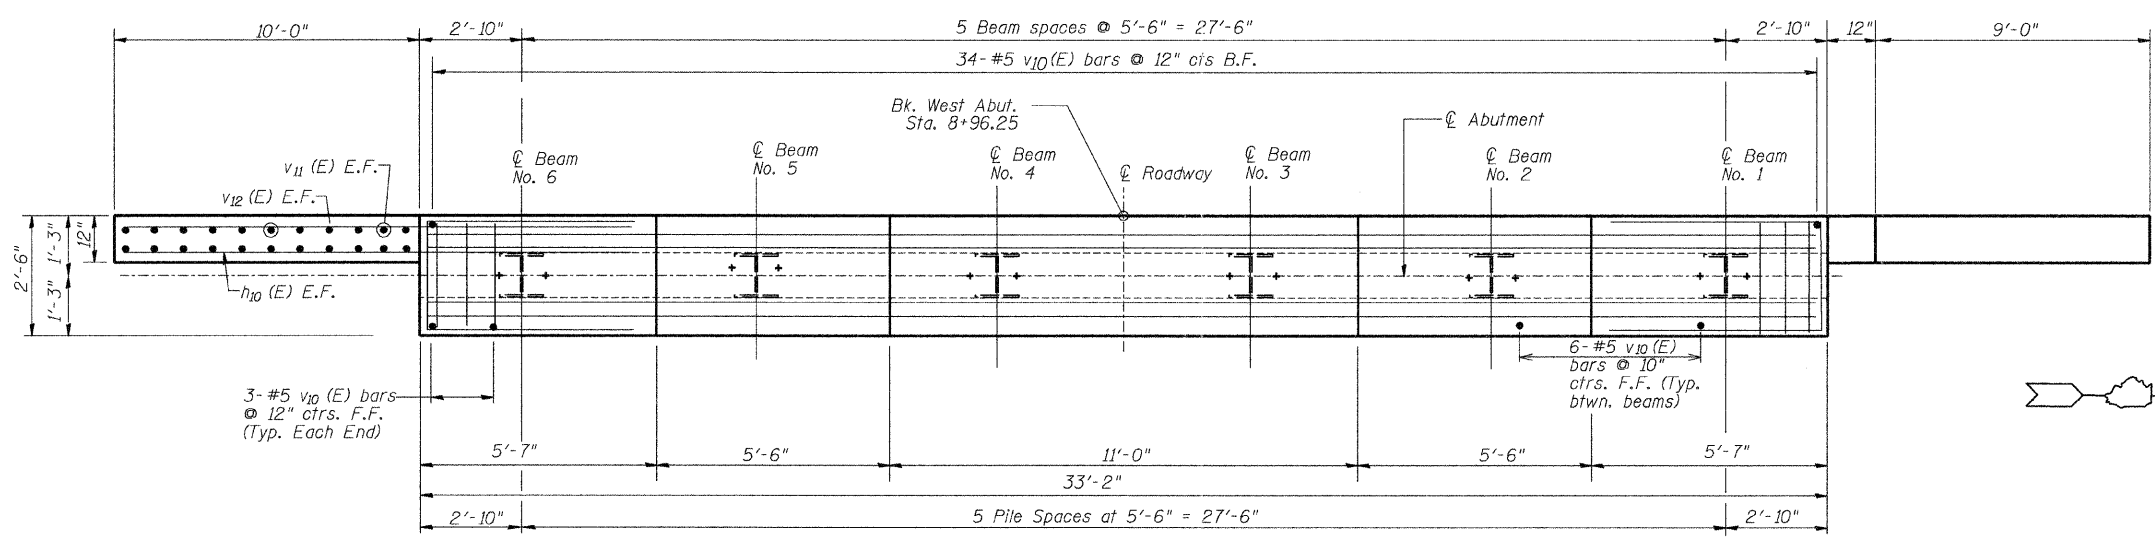 10'-0"
2'-10"
5 Beam spaces @ 5'-6" = 27'-6"
2'-10"
12"
9'-0"
34-#5 v10(E) bars @ 12" cts B.F.
Bk. West Abut.
Sta. 8+96.25
℄ Abutment
℄ Beam
No. 6
℄ Beam
No. 5
℄ Beam
No. 4
℄ Roadway
℄ Beam
No. 3
℄ Beam
No. 2
℄ Beam
No. 1
v11 (E) E.F.
v12 (E) E.F.
2'-6"
1'-3"
12"
1'-3"
h10 (E) E.F.
3-#5 v10 (E) bars
@ 12" ctrs. F.F.
(Typ. Each End)
6-#5 v10 (E)
bars @ 10"
ctrs. F.F. (Typ.
btwn. beams)
5'-7"
5'-6"
11'-0"
5'-6"
5'-7"
33'-2"
2'-10"
5 Pile Spaces at 5'-6" = 27'-6"
2'-10"